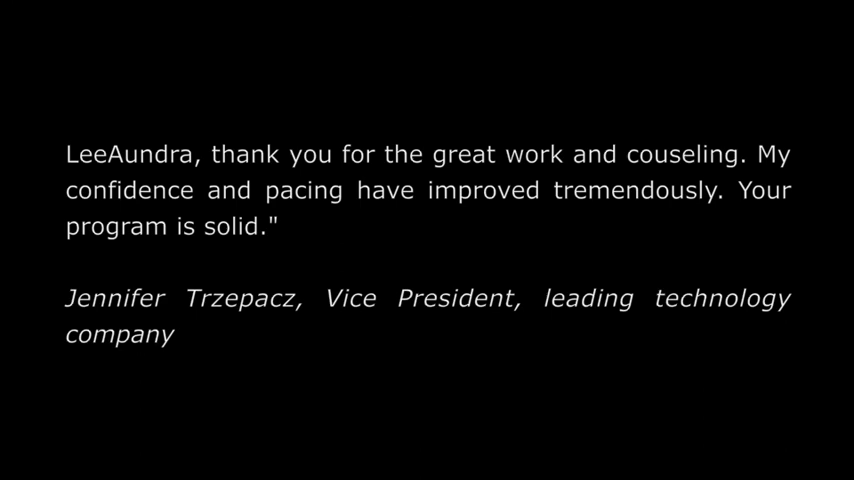 LeeAundra, thank you for the great work and couseling. My
confidence and pacing have improved tremendously. Your
program is solid."
Jennifer Trzepacz, Vice President, leading technology
company